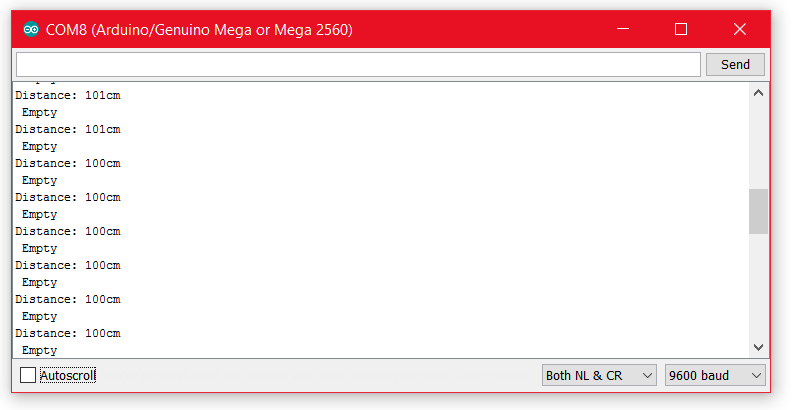 COM8 (Arduino/Genuino Mega or Mega 2560)
Send
Distance: 101cm
Empty
Distance: 101cm
Empty
Distance: 100cm
Empty
Distance: 100cm
Empty
Distance: 100cm
Empty
Distance: 100cm
Empty
Distance: 100cm
Empty
Distance: 100cm
Empty
Autoscroll Both NL & CR 9600 baud